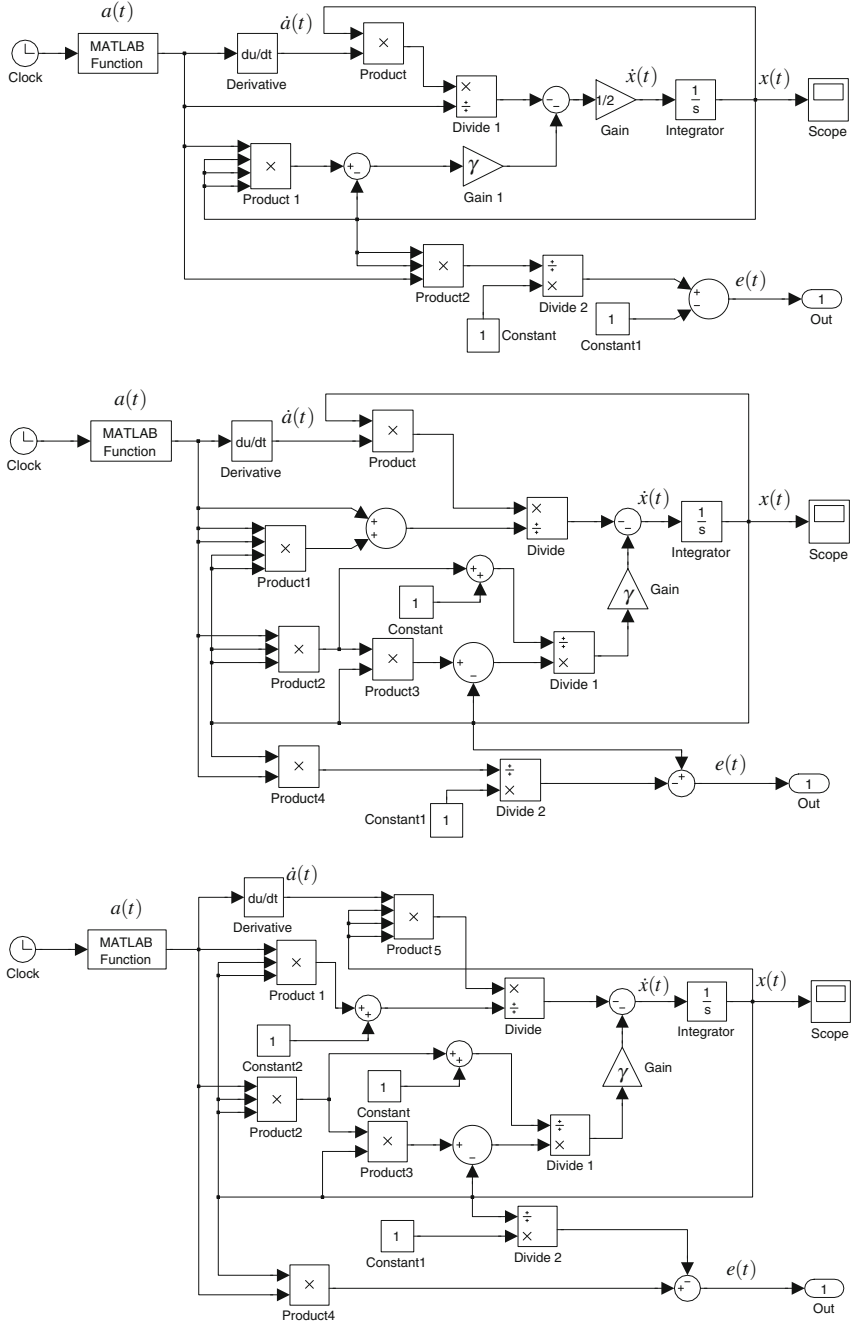 a(t)
ȧ(t)
MATLAB
Function
Clock
du/dt
Derivative
×
Product
×
÷
Divide 1
− −
1/2
Gain
ẋ(t)
1
s
Integrator
x(t)
Scope
×
Product 1
+ −
γ
Gain 1
×
Product2
÷
×
Divide 2
1
Constant
1
Constant1
+
−
e(t)
1
Out
a(t)
ȧ(t)
MATLAB
Function
Clock
du/dt
Derivative
×
Product
×
Product1
+
+
×
÷
Divide
− −
ẋ(t)
1
s
Integrator
x(t)
Scope
γ
Gain
+ +
1
Constant
×
Product2
×
Product3
+ −
÷
×
Divide 1
×
Product4
÷
×
Divide 2
Constant1
1
− +
e(t)
1
Out
ȧ(t)
a(t)
MATLAB
Function
Clock
du/dt
Derivative
×
Product 5
×
Product 1
+ +
1
Constant2
×
÷
Divide
− −
ẋ(t)
1
s
Integrator
x(t)
Scope
γ
Gain
+ +
1
Constant
×
Product2
×
Product3
+ −
÷
×
Divide 1
1
Constant1
÷
×
Divide 2
×
Product4
+ −
e(t)
1
Out